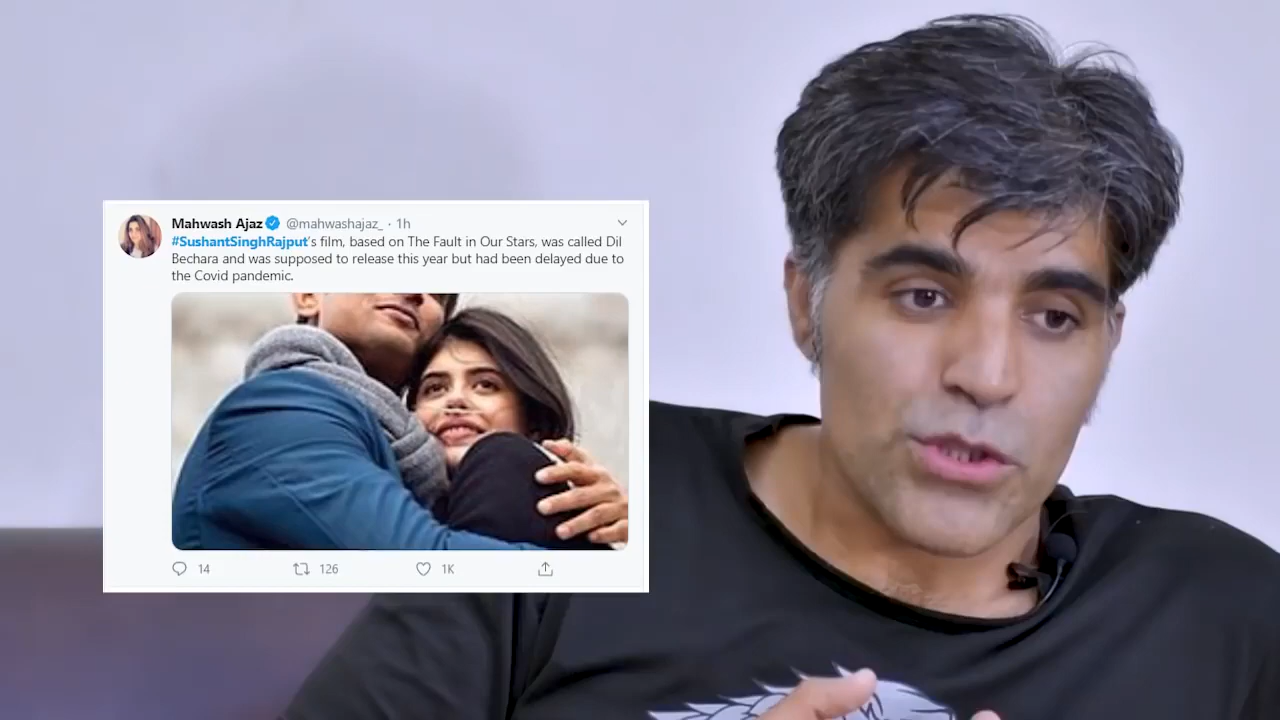 Mahwash Ajaz @mahwashajaz_ · 1h
#SushantSinghRajput's film, based on The Fault in Our Stars, was called Dil
Bechara and was supposed to release this year but had been delayed due to
the Covid pandemic.
14 126 1K